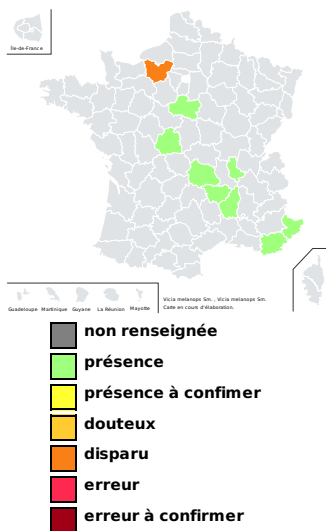 Île-de-France
Guadeloupe Martinique Guyane La Réunion Mayotte
Vicia melanops Sm. , Vicia melanops Sm.
Carte en cours d'élaboration.
non renseignée
présence
présence à confimer
douteux
disparu
erreur
erreur à confirmer